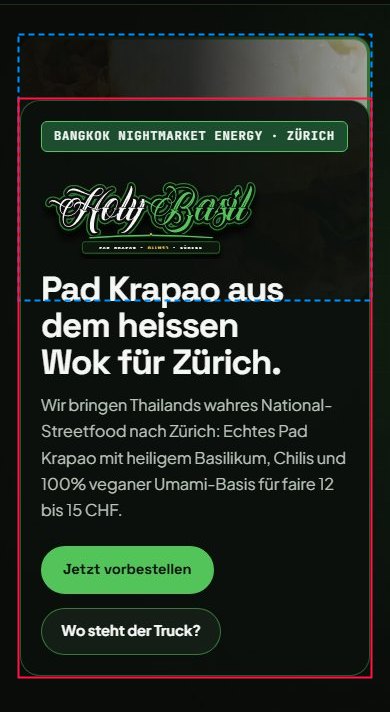 BANGKOK NIGHTMARKET ENERGY · ZÜRICH
Holy Basil
Pad Krapao aus
dem heissen
Wok für Zürich.
Wir bringen Thailands wahres National-
Streetfood nach Zürich: Echtes Pad
Krapao mit heiligem Basilikum, Chilis und
100% veganer Umami-Basis für faire 12
bis 15 CHF.
Jetzt vorbestellen
Wo steht der Truck?